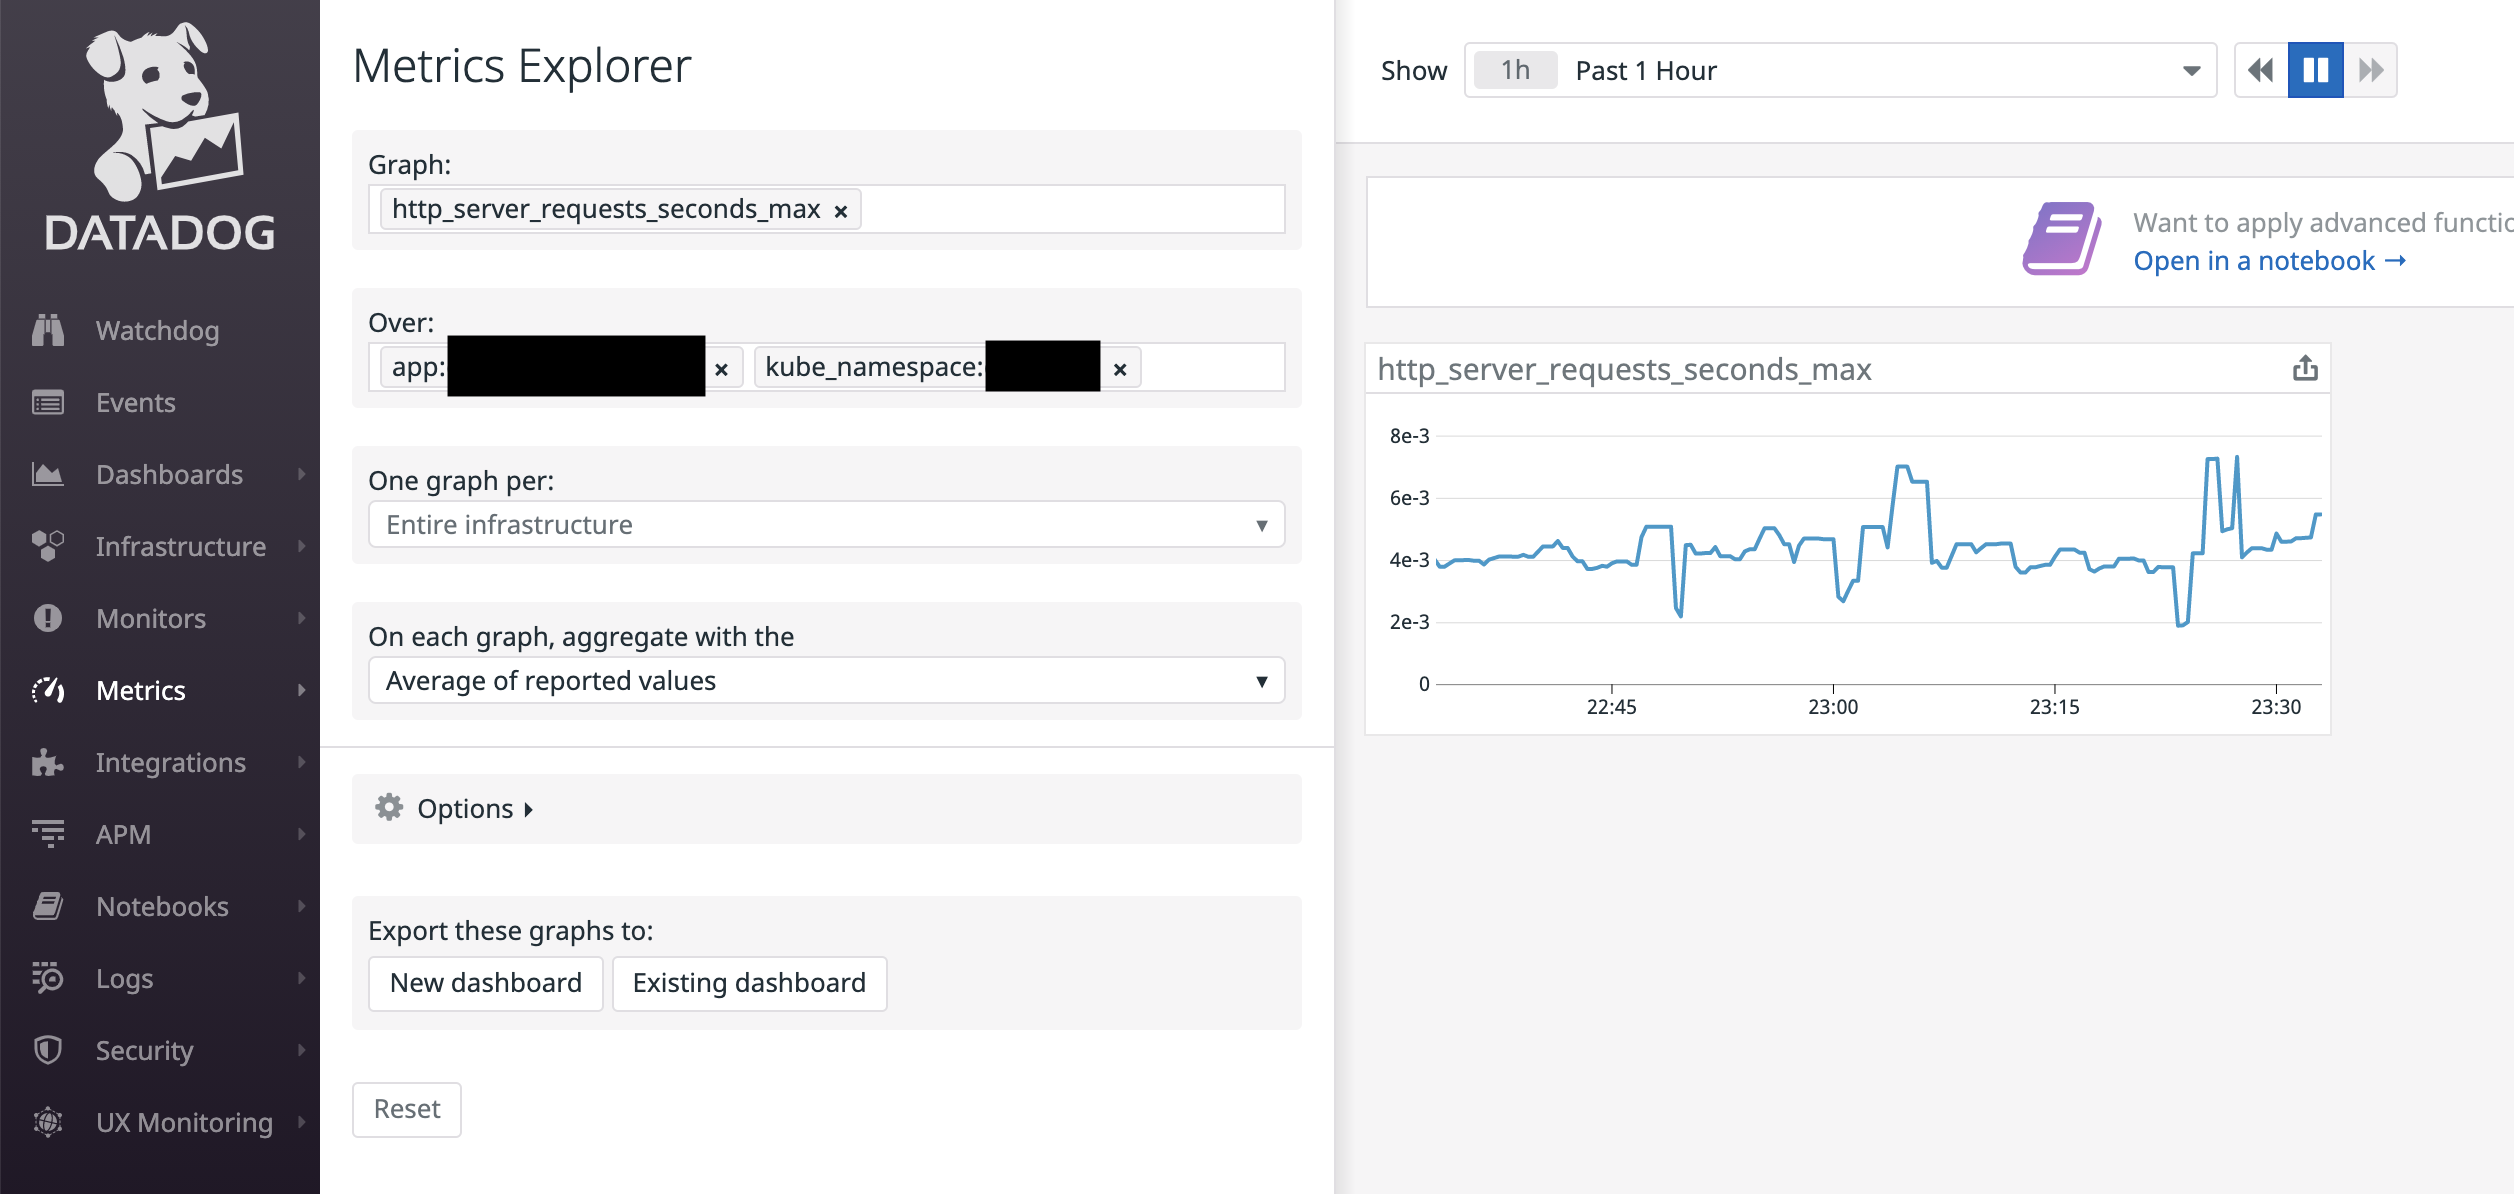 DATADOG
Watchdog
Events
Dashboards
Infrastructure
Monitors
Metrics
Integrations
APM
Notebooks
Logs
Security
UX Monitoring
Metrics Explorer
Graph:
http_server_requests_seconds_max ×
Over:
app: × kube_namespace: ×
One graph per:
Entire infrastructure
On each graph, aggregate with the
Average of reported values
Options
Export these graphs to:
New dashboard Existing dashboard
Reset
Show 1h Past 1 Hour
Want to apply advanced functio
Open in a notebook →
http_server_requests_seconds_max
8e-3
6e-3
4e-3
2e-3
0
22:45 23:00 23:15 23:30